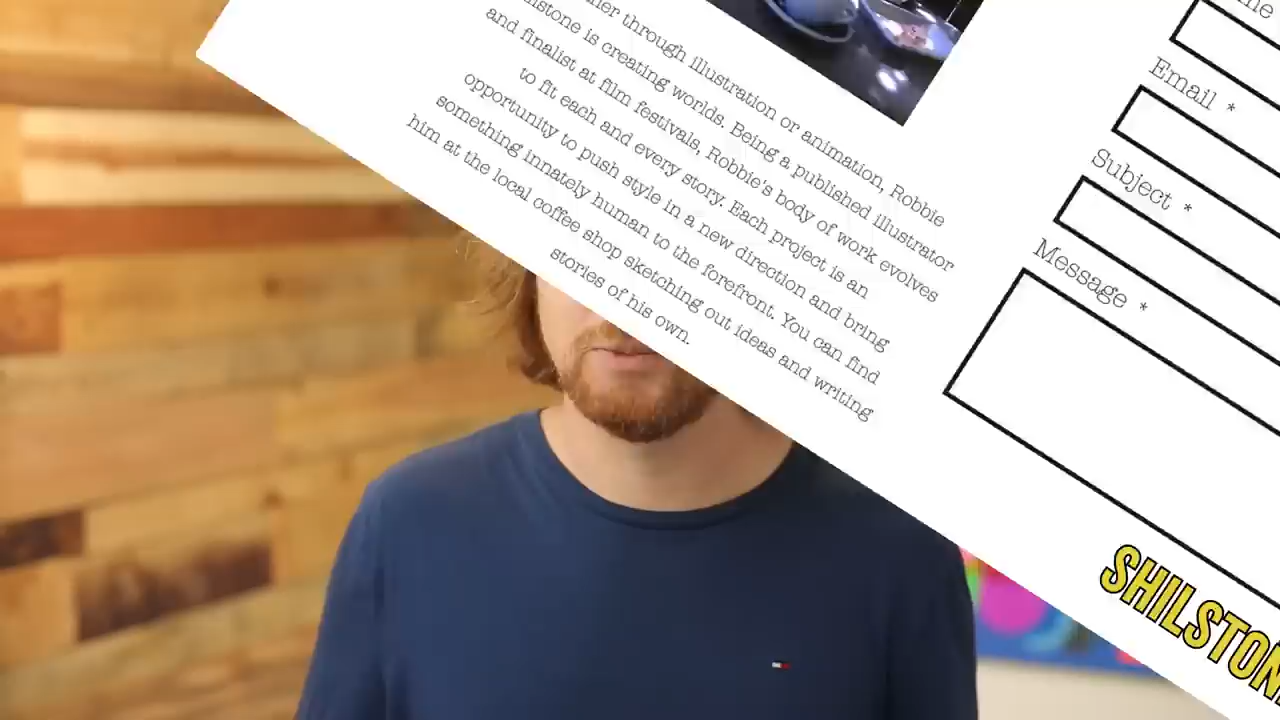 through illustration or animation, Robbie
is creating worlds. Being a published illustrator
and finalist at film festivals, Robbie's body of work evolves
to fit each and every story. Each project is an
opportunity to push style in a new direction and bring
something innately human to the forefront. You can find
him at the local coffee shop sketching out ideas and writing
stories of his own.
Email *
Subject *
Message *